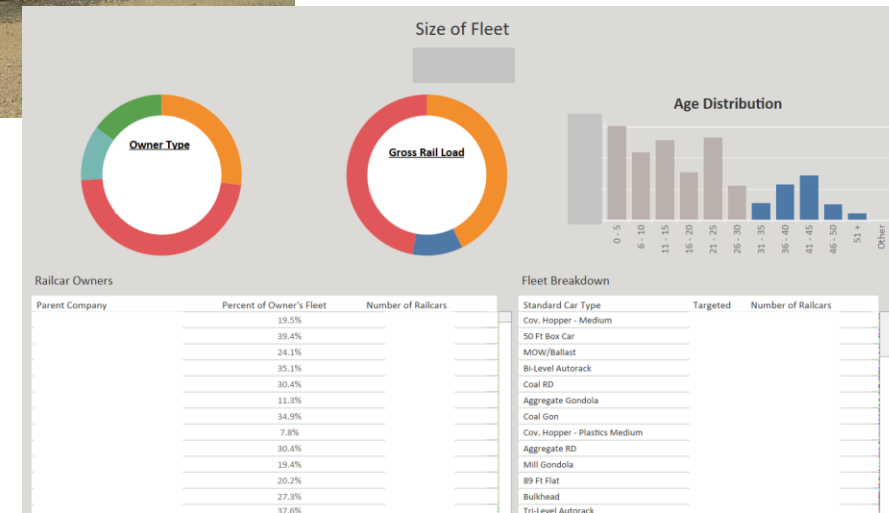 Size of Fleet
Owner Type
Gross Rail Load
Age Distribution
0 - 5
6 - 10
11 - 15
16 - 20
21 - 25
26 - 30
31 - 35
36 - 40
41 - 45
46 - 50
51 +
Other
Railcar Owners
Parent Company Percent of Owner's Fleet Number of Railcars
19.5%
39.4%
24.1%
35.1%
30.4%
11.3%
34.9%
7.8%
30.4%
19.4%
20.2%
27.3%
37.6%
Fleet Breakdown
Standard Car Type Targeted Number of Railcars
Cov. Hopper - Medium
50 Ft Box Car
MOW/Ballast
Bi-Level Autorack
Coal RD
Aggregate Gondola
Coal Gon
Cov. Hopper - Plastics Medium
Aggregate RD
Mill Gondola
89 Ft Flat
Bulkhead
Tri-Level Autorack